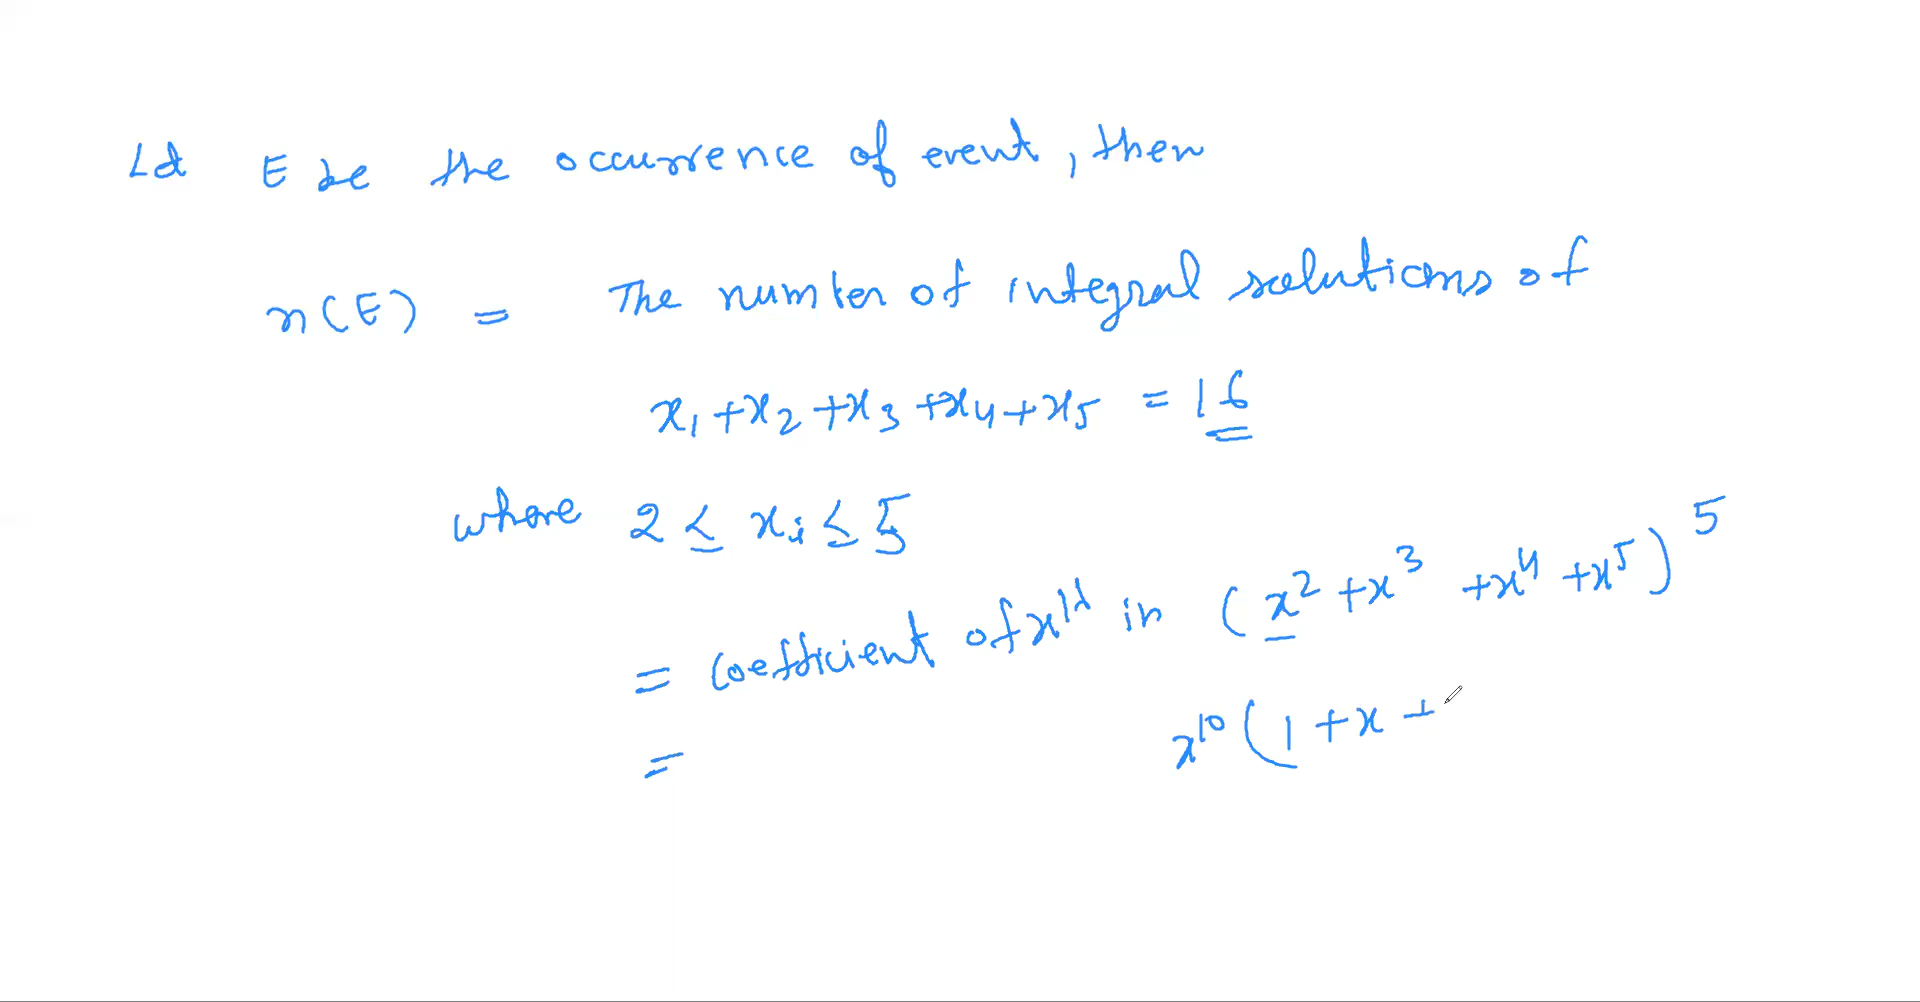 Let E be the occurrence of event, then
n(E) = The number of integral solutions of
x₁+x₂+x₃+x₄+x₅ = 16
where 2 ≤ xᵢ ≤ 5
= coefficient of x in (x²+x³+x⁴+x⁵)⁵
= x¹⁰(1+x+